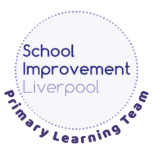 School
Improvement
Liverpool
Primary Learning Team